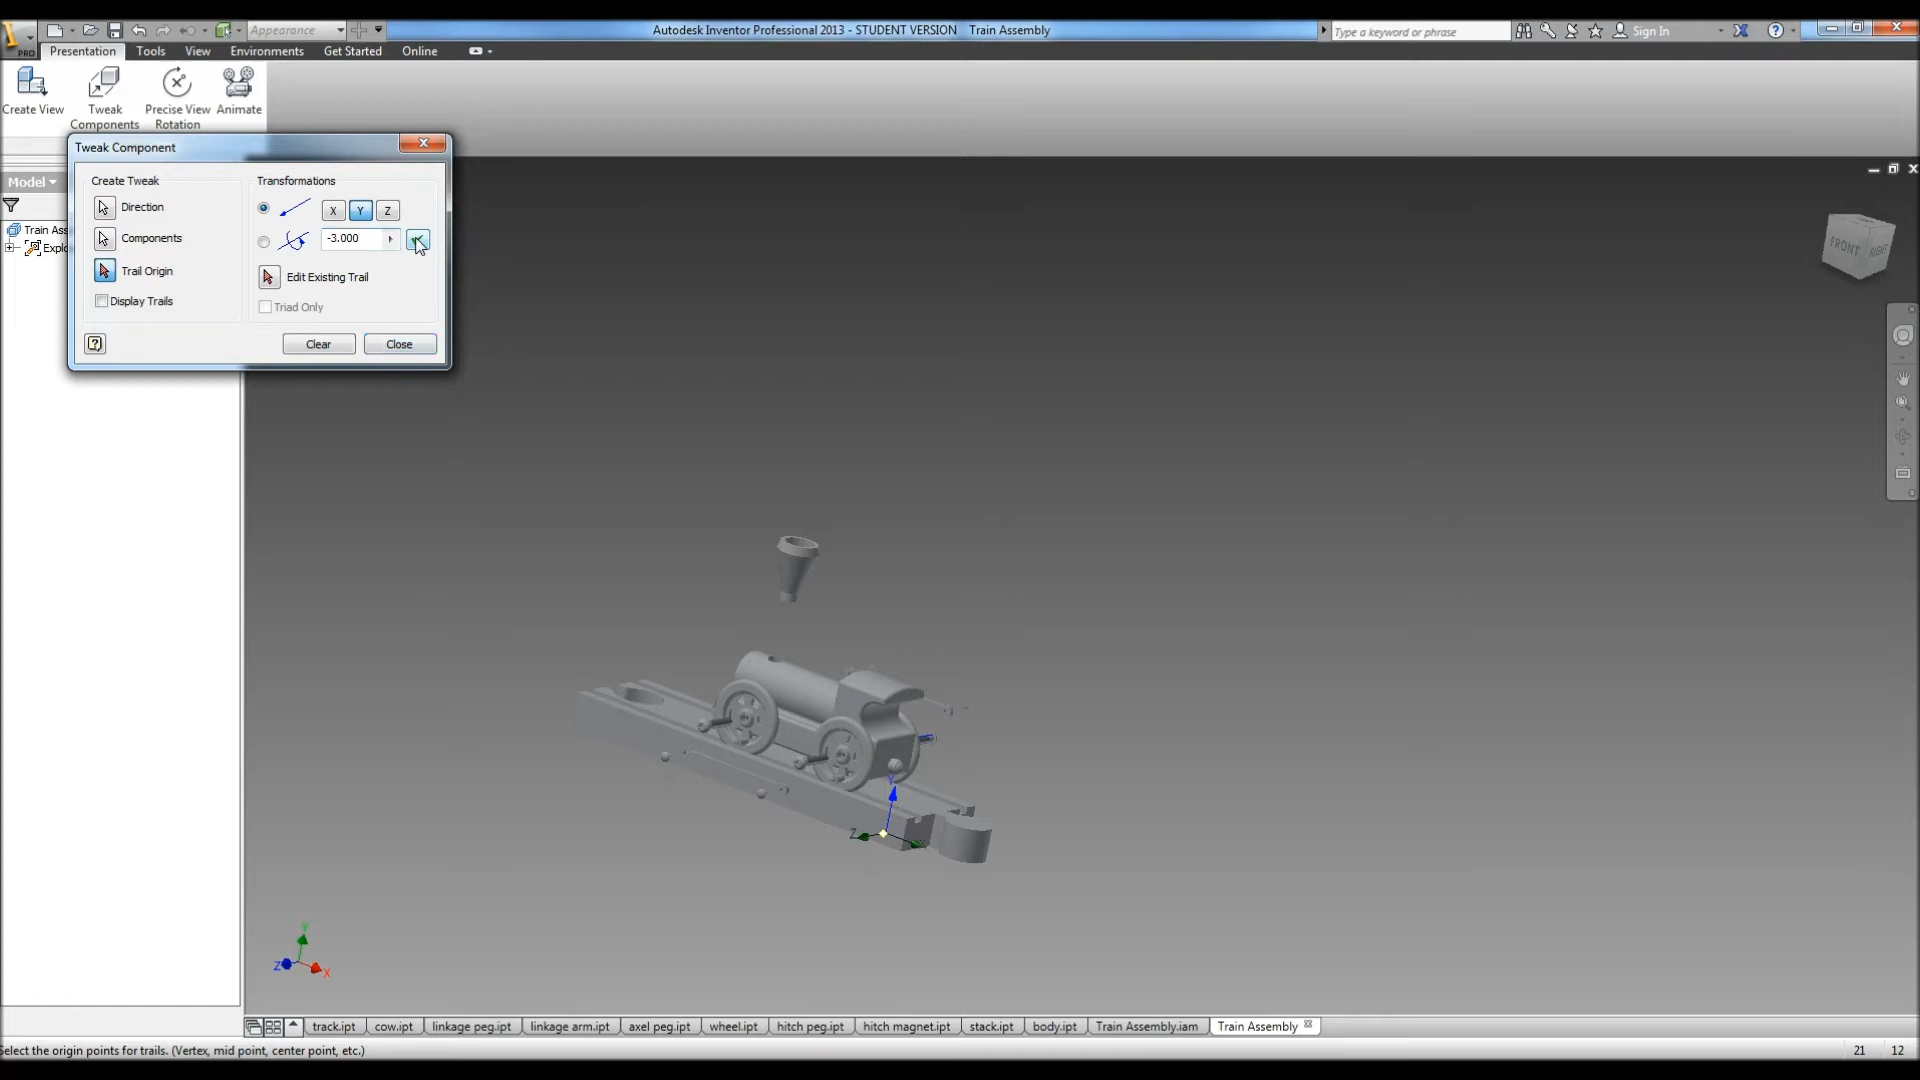 Appearance
Autodesk Inventor Professional 2013 - STUDENT VERSION Train Assembly
Type a keyword or phrase
Sign In
PRO
Presentation Tools View Environments Get Started Online
Create View
Tweak Components
Precise View Rotation
Animate
Tweak Component
Model
Train Ass
Explo
Create Tweak
Direction
Components
Trail Origin
Display Trails
Transformations
X Y Z
-3.000
Edit Existing Trail
Triad Only
Clear Close
FRONT RIGHT
Y
Z
Y
Z X
track.ipt cow.ipt linkage peg.ipt linkage arm.ipt axel peg.ipt wheel.ipt hitch peg.ipt hitch magnet.ipt stack.ipt body.ipt Train Assembly.iam Train Assembly
Select the origin points for trails. (Vertex, mid point, center point, etc.)
21 12